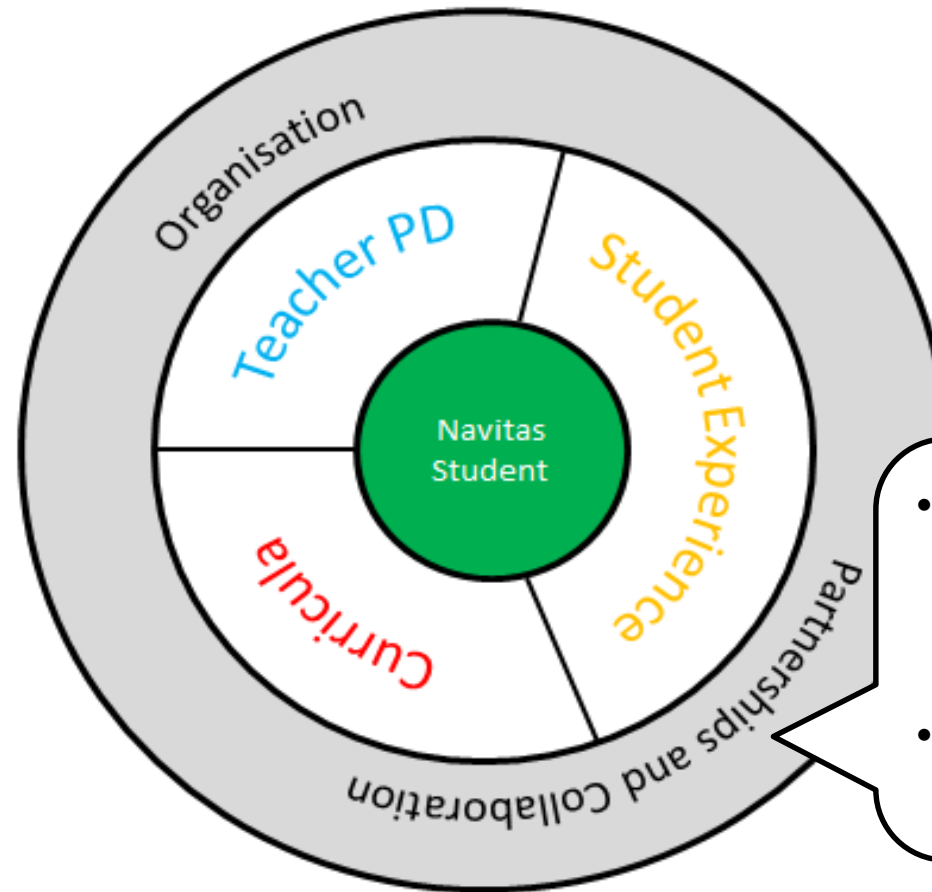 Organisation
Teacher PD
Student Experience
Navitas
Student
Curricula
Partnerships and Collaboration
•
•